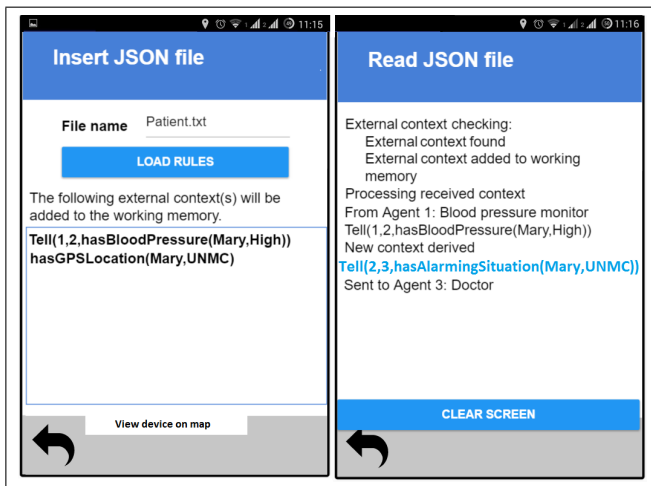 11:15
Insert JSON file
File name Patient.txt
LOAD RULES
The following external context(s) will be
added to the working memory.
Tell(1,2,hasBloodPressure(Mary,High))
hasGPSLocation(Mary,UNMC)
View device on map
11:16
Read JSON file
External context checking:
External context found
External context added to working
memory
Processing received context
From Agent 1: Blood pressure monitor
Tell(1,2,hasBloodPressure(Mary,High))
New context derived
Tell(2,3,hasAlarmingSituation(Mary,UNMC))
Sent to Agent 3: Doctor
CLEAR SCREEN